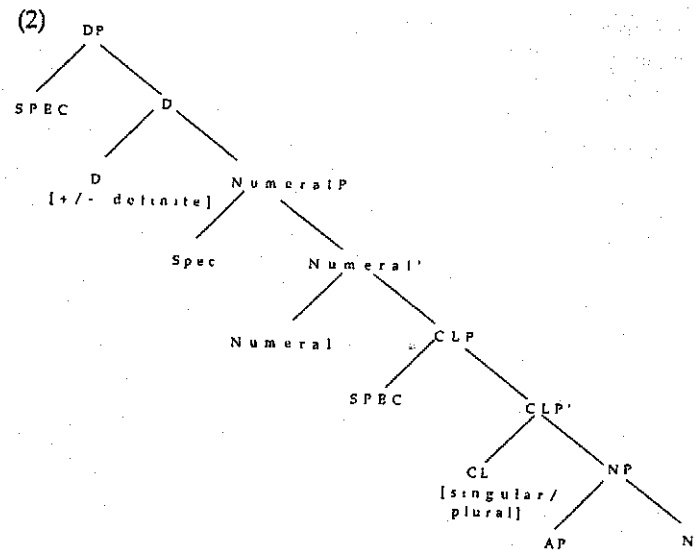 (2)
DP
SPEC D
D
[+/- definite]
NumeralP
Spec Numeral'
Numeral CLP
SPEC CLP'
CL NP
[singular/
plural]
AP N